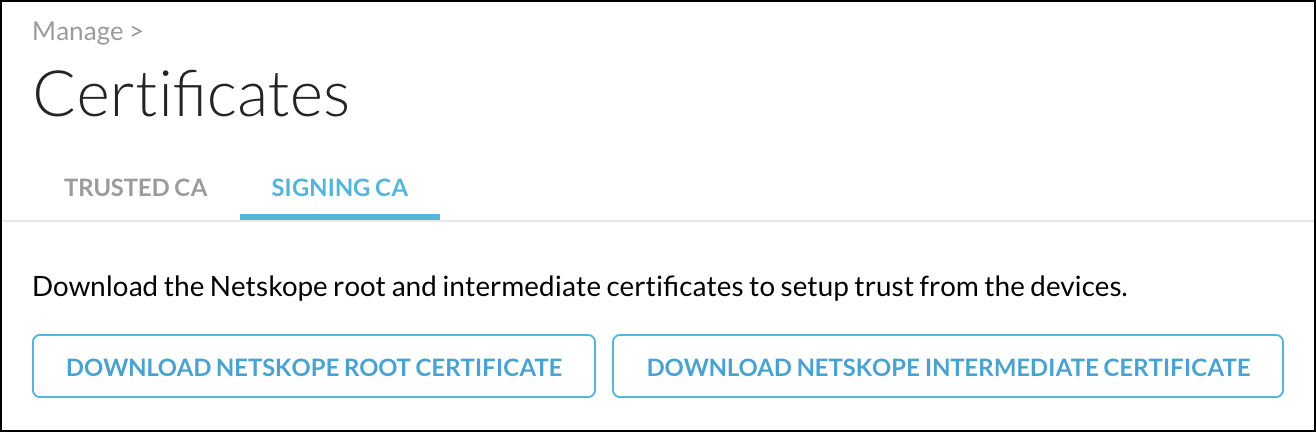 Manage >
Certificates
TRUSTED CA SIGNING CA
Download the Netskope root and intermediate certificates to setup trust from the devices.
DOWNLOAD NETSKOPE ROOT CERTIFICATE DOWNLOAD NETSKOPE INTERMEDIATE CERTIFICATE